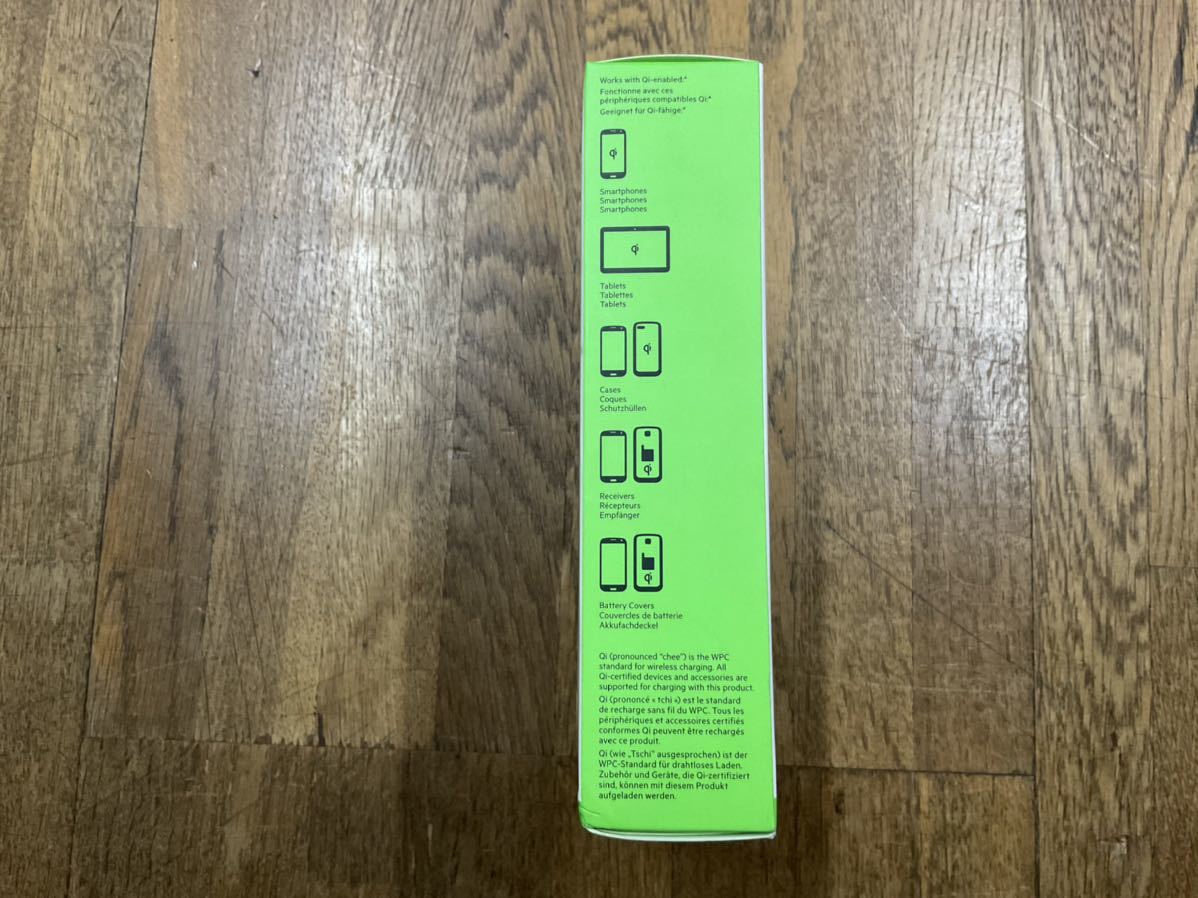 Works with Qi-enabled:*
Fonctionne avec ces
périphériques compatibles Qi:*
Geeignet für Qi-fähige:*
qi
Smartphones
Smartphones
Smartphones
qi
Tablets
Tablettes
Tablets
qi
Cases
Coques
Schutzhüllen
qi
Receivers
Récepteurs
Empfänger
qi
Battery Covers
Couvercles de batterie
Akkufachdeckel
Qi (pronounced "chee") is the WPC
standard for wireless charging. All
Qi-certified devices and accessories are
supported for charging with this product.
Qi (prononcé « tchi ») est le standard
de recharge sans fil du WPC. Tous les
périphériques et accessoires certifiés
conformes Qi peuvent être rechargés
avec ce produit.
Qi (wie „Tschi" ausgesprochen) ist der
WPC-Standard für drahtloses Laden.
Zubehör und Geräte, die Qi-zertifiziert
sind, können mit diesem Produkt
aufgeladen werden.